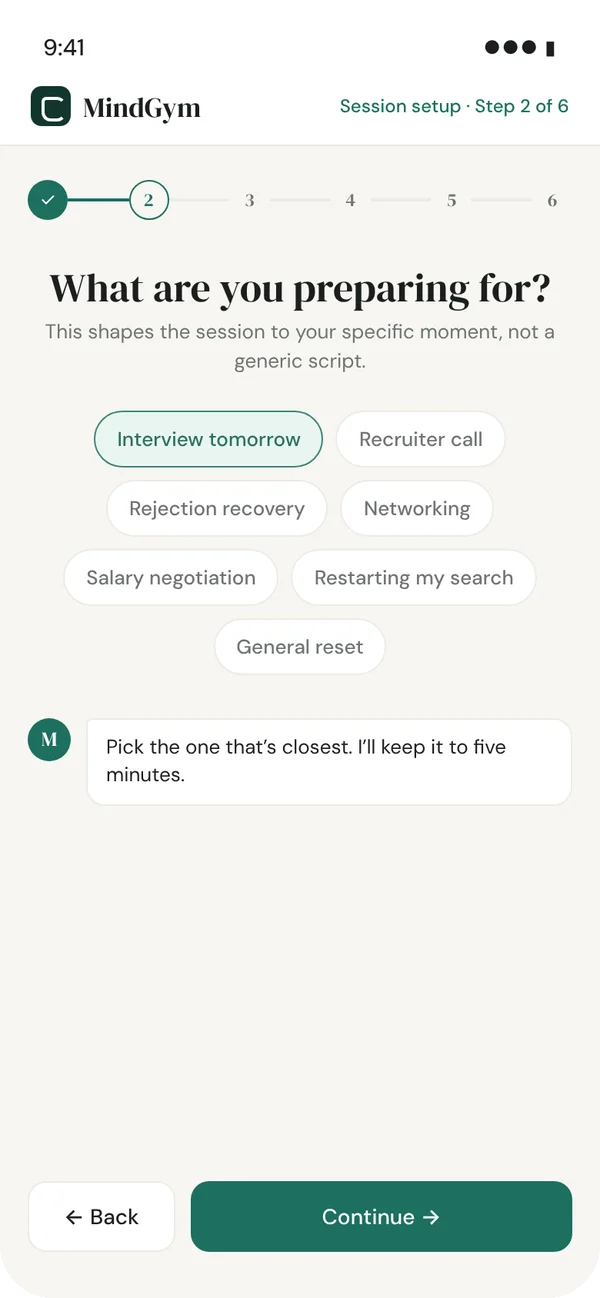 9:41
MindGym
Session setup · Step 2 of 6
2 3 4 5 6
What are you preparing for?
This shapes the session to your specific moment, not a
generic script.
Interview tomorrow
Recruiter call
Rejection recovery
Networking
Salary negotiation
Restarting my search
General reset
M
Pick the one that’s closest. I’ll keep it to five
minutes.
← Back
Continue →